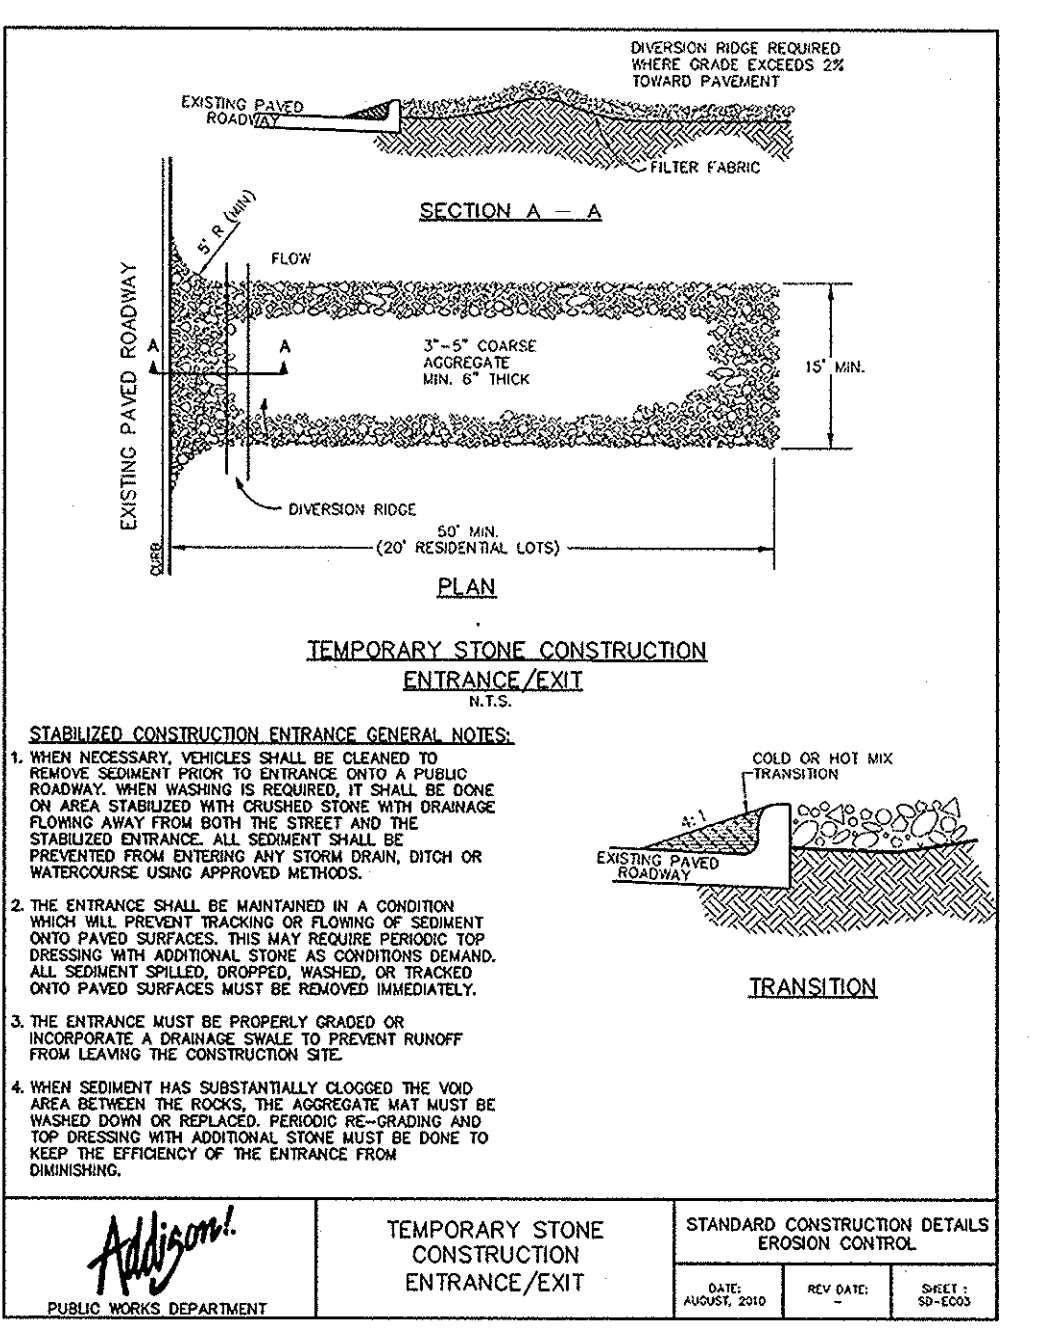 DIVERSION RIDGE REQUIRED
WHERE GRADE EXCEEDS 2%
TOWARD PAVEMENT
EXISTING PAVED
ROADWAY
FILTER FABRIC
SECTION A - A
5' R (MIN)
FLOW
EXISTING PAVED ROADWAY
A
A
3"-5" COARSE
AGGREGATE
MIN. 6" THICK
15' MIN.
DIVERSION RIDGE
50' MIN.
(20' RESIDENTIAL LOTS)
CURB
PLAN
TEMPORARY STONE CONSTRUCTION
ENTRANCE/EXIT
N.T.S.
STABILIZED CONSTRUCTION ENTRANCE GENERAL NOTES:
1. WHEN NECESSARY, VEHICLES SHALL BE CLEANED TO
REMOVE SEDIMENT PRIOR TO ENTRANCE ONTO A PUBLIC
ROADWAY. WHEN WASHING IS REQUIRED, IT SHALL BE DONE
ON AREA STABILIZED WITH CRUSHED STONE WITH DRAINAGE
FLOWING AWAY FROM BOTH THE STREET AND THE
STABILIZED ENTRANCE. ALL SEDIMENT SHALL BE
PREVENTED FROM ENTERING ANY STORM DRAIN, DITCH OR
WATERCOURSE USING APPROVED METHODS.
2. THE ENTRANCE SHALL BE MAINTAINED IN A CONDITION
WHICH WILL PREVENT TRACKING OR FLOWING OF SEDIMENT
ONTO PAVED SURFACES. THIS MAY REQUIRE PERIODIC TOP
DRESSING WITH ADDITIONAL STONE AS CONDITIONS DEMAND.
ALL SEDIMENT SPILLED, DROPPED, WASHED, OR TRACKED
ONTO PAVED SURFACES MUST BE REMOVED IMMEDIATELY.
3. THE ENTRANCE MUST BE PROPERLY GRADED OR
INCORPORATE A DRAINAGE SWALE TO PREVENT RUNOFF
FROM LEAVING THE CONSTRUCTION SITE.
4. WHEN SEDIMENT HAS SUBSTANTIALLY CLOGGED THE VOID
AREA BETWEEN THE ROCKS, THE AGGREGATE MAT MUST BE
WASHED DOWN OR REPLACED. PERIODIC RE-GRADING AND
TOP DRESSING WITH ADDITIONAL STONE MUST BE DONE TO
KEEP THE EFFICIENCY OF THE ENTRANCE FROM
DIMINISHING.
COLD OR HOT MIX
TRANSITION
4:1
EXISTING PAVED
ROADWAY
TRANSITION
Addison!
PUBLIC WORKS DEPARTMENT
TEMPORARY STONE
CONSTRUCTION
ENTRANCE/EXIT
STANDARD CONSTRUCTION DETAILS
EROSION CONTROL
DATE:
AUGUST, 2010
REV DATE:
-
SHEET :
SD-EC03